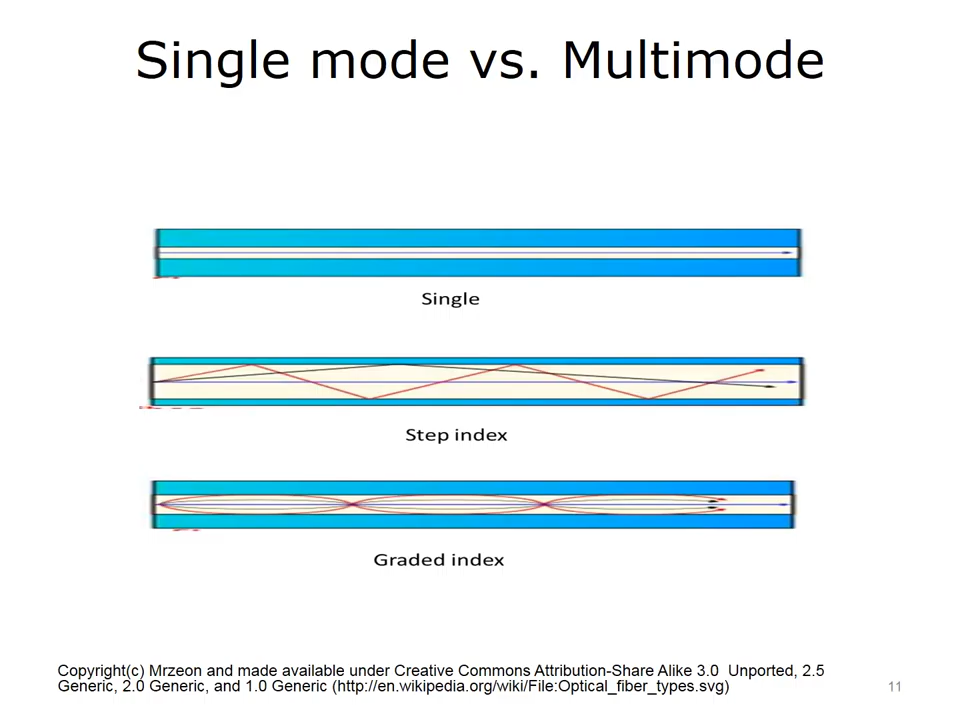 Single mode vs. Multimode
Single
Step index
Graded index
Copyright(c) Mrzeon and made available under Creative Commons Attribution-Share Alike 3.0  Unported, 2.5
Generic, 2.0 Generic, and 1.0 Generic (http://en.wikipedia.org/wiki/File:Optical_fiber_types.svg)
11